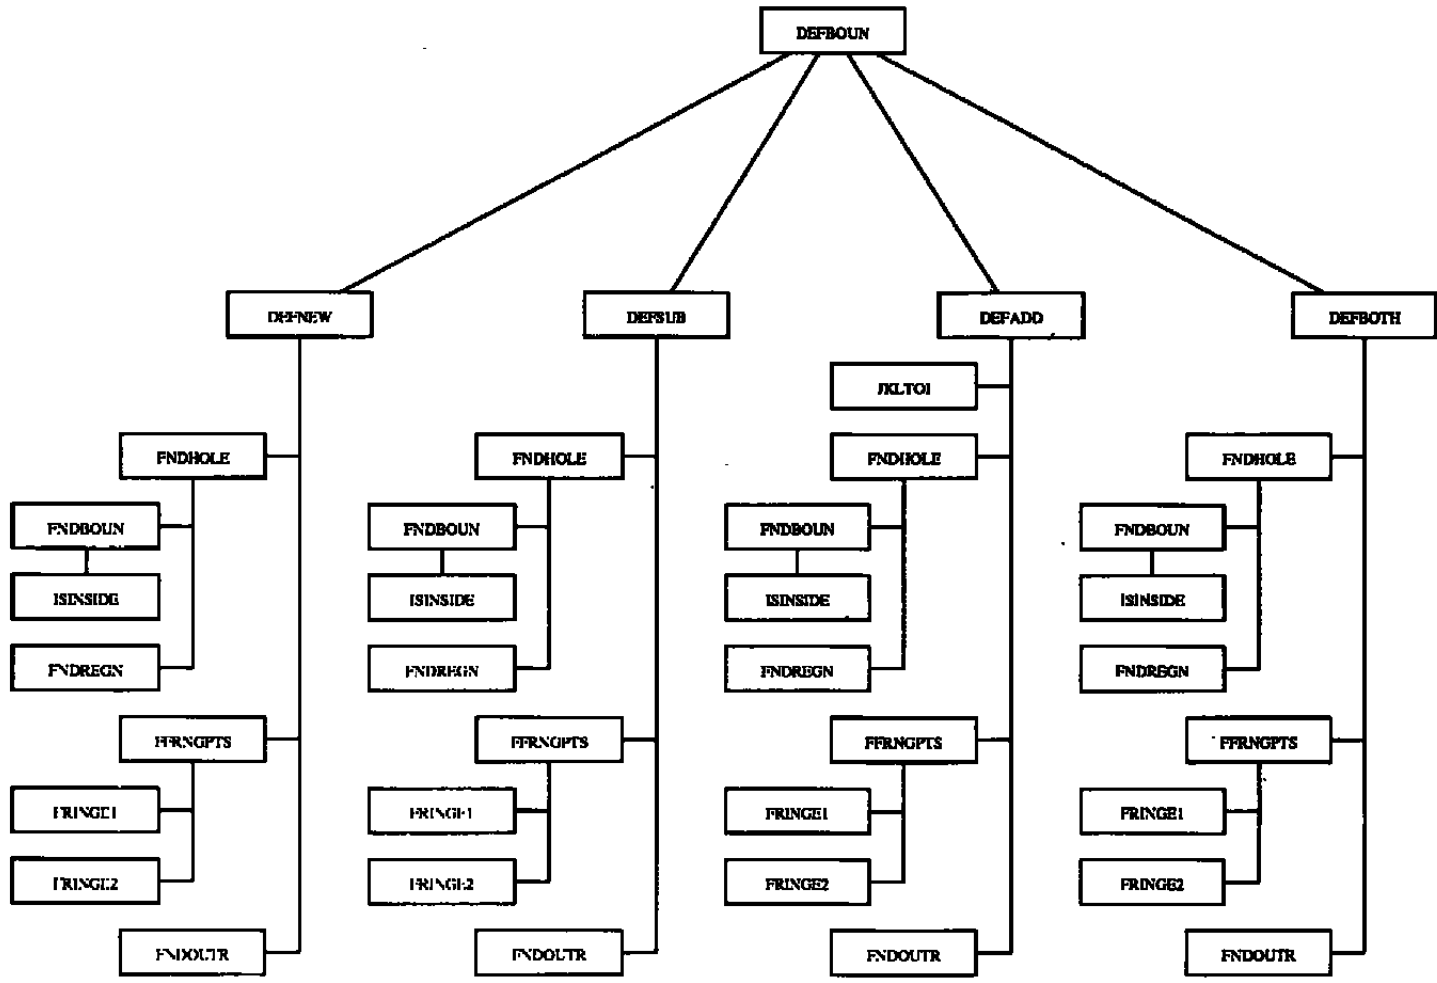 DEFBOUN
DEFNEW
DEFSUB
DEFADD
DEFBOTH
JKLTOI
FNDHOLE
FNDHOLE
FNDHOLE
FNDHOLE
FNDBOUN
FNDBOUN
FNDBOUN
FNDBOUN
ISINSIDE
ISINSIDE
ISINSIDE
ISINSIDE
FNDREGN
FNDREGN
FNDREGN
FNDREGN
FFRNGPTS
FFRNGPTS
FFRNGPTS
FFRNGPTS
FRINGE1
FRINGE1
FRINGE1
FRINGE1
FRINGE2
FRINGE2
FRINGE2
FRINGE2
FNDOUTR
FNDOUTR
FNDOUTR
FNDOUTR